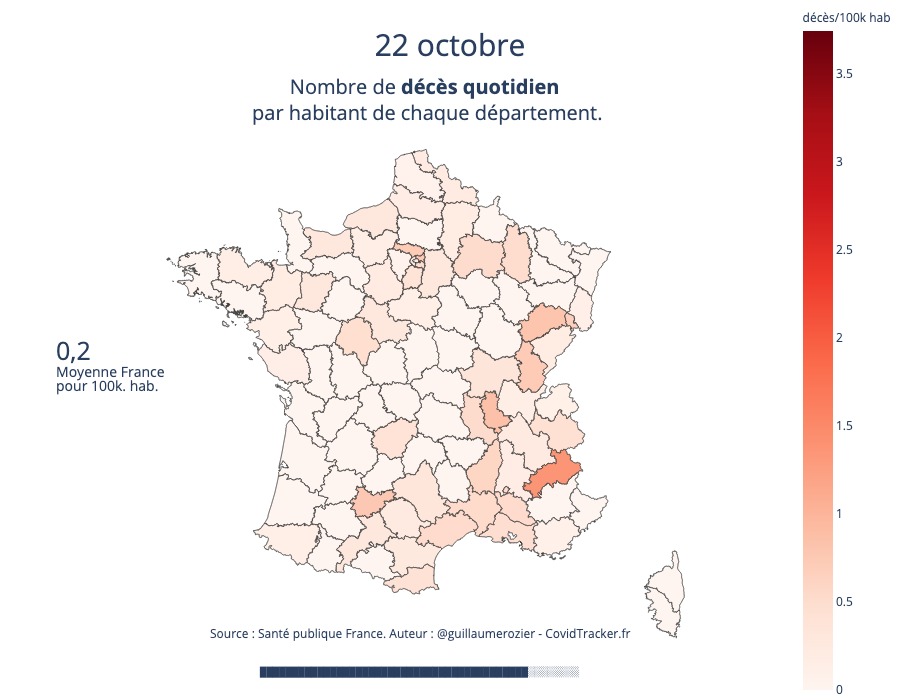 décès/100k hab
22 octobre
Nombre de décès quotidien
par habitant de chaque département.
3.5
3
2.5
2
1.5
1
0.5
0
0,2
Moyenne France
pour 100k. hab.
Source : Santé publique France. Auteur : @guillaumerozier - CovidTracker.fr